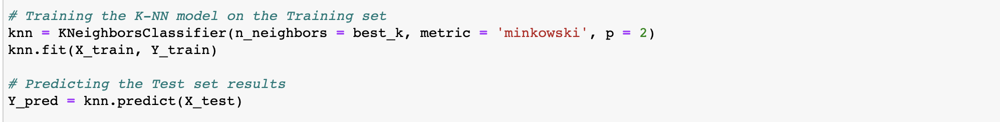 # Training the K-NN model on the Training set
knn = KNeighborsClassifier(n_neighbors = best_k, metric = 'minkowski', p = 2)
knn.fit(X_train, Y_train)
# Predicting the Test set results
Y_pred = knn.predict(X_test)